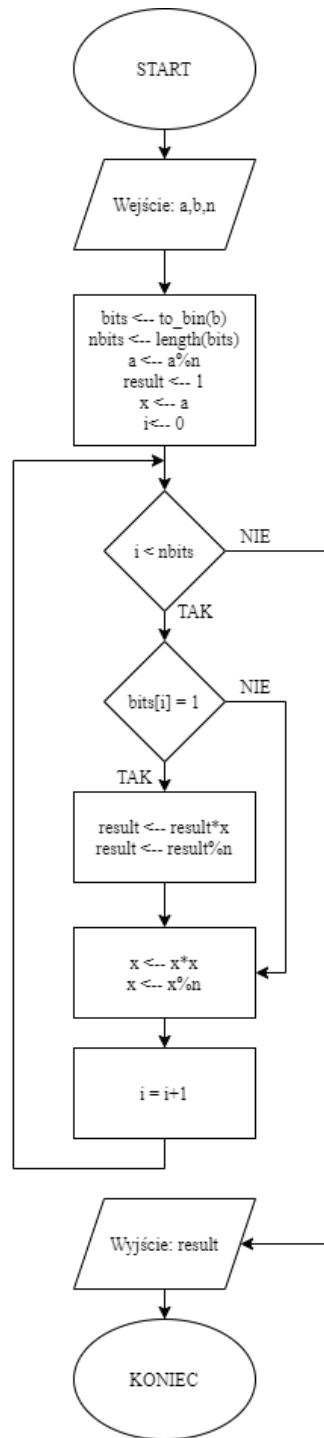 START
Wejście: a,b,n
bits <-- to_bin(b)
nbits <-- length(bits)
a <-- a%n
result <-- 1
x <-- a
i<-- 0
i < nbits
NIE
TAK
bits[i] = 1
NIE
TAK
result <-- result*x
result <-- result%n
x <-- x*x
x <-- x%n
i = i+1
Wyjście: result
KONIEC